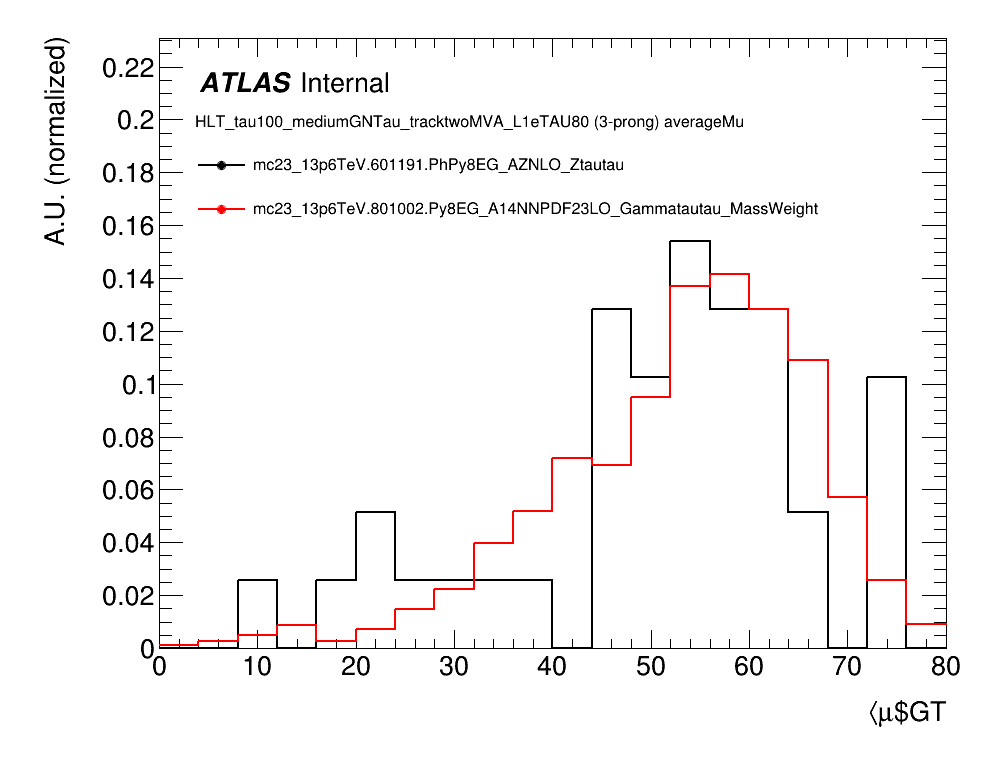 A.U. (normalized)
0.22
0.2
0.18
0.16
0.14
0.12
0.1
0.08
0.06
0.04
0.02
0
ATLAS Internal
HLT_tau100_mediumGNTau_tracktwoMVA_L1eTAU80 (3-prong) averageMu
mc23_13p6TeV.601191.PhPy8EG_AZNLO_Ztautau
mc23_13p6TeV.801002.Py8EG_A14NNPDF23LO_Gammatautau_MassWeight
0 10 20 30 40 50 60 70 80
⟨μ$GT